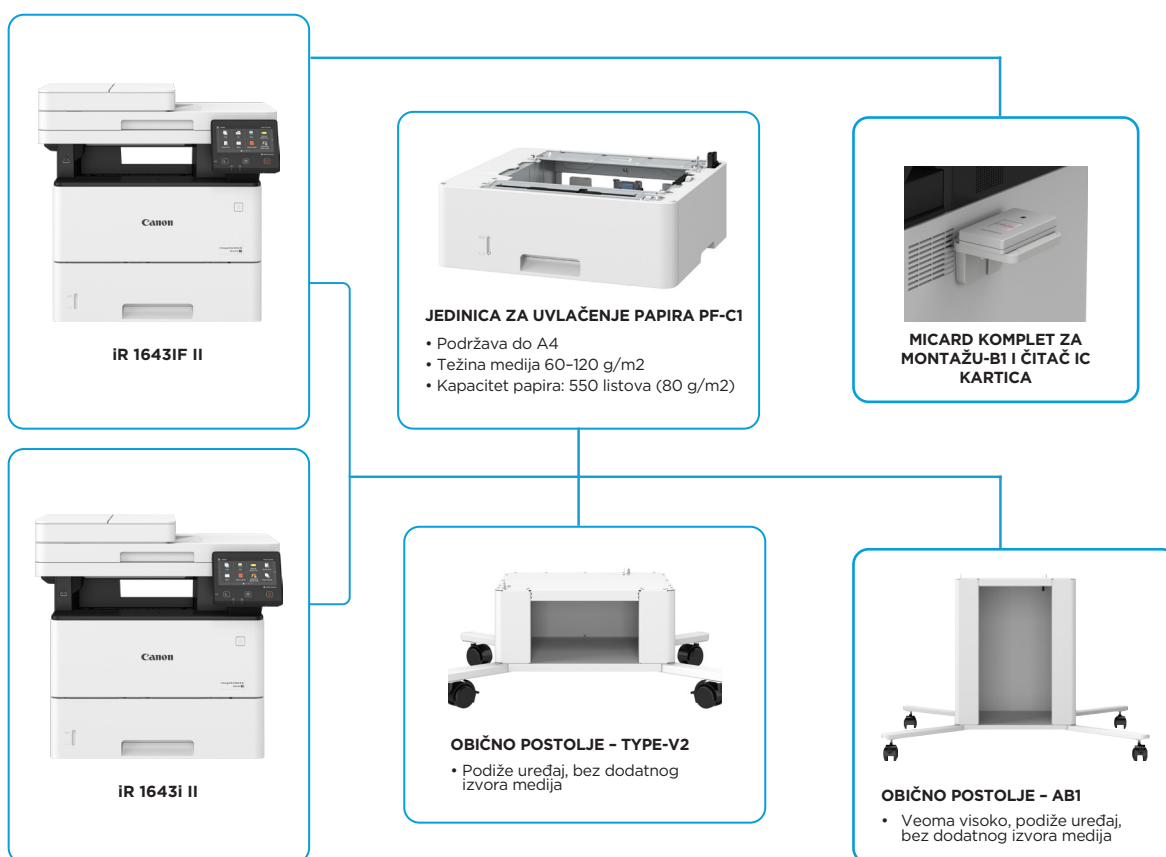 Canon
iR 1643IF II
JEDINICA ZA UVLAČENJE PAPIRA PF-C1
• Podržava do A4
• Težina medija 60–120 g/m2
• Kapacitet papira: 550 listova (80 g/m2)
MICARD KOMPLET ZA
MONTAŽU-B1 I ČITAČ IC
KARTICA
Canon
iR 1643i II
OBIČNO POSTOLJE – TYPE-V2
• Podiže uređaj, bez dodatnog
izvora medija
OBIČNO POSTOLJE – AB1
• Veoma visoko, podiže uređaj,
bez dodatnog izvora medija